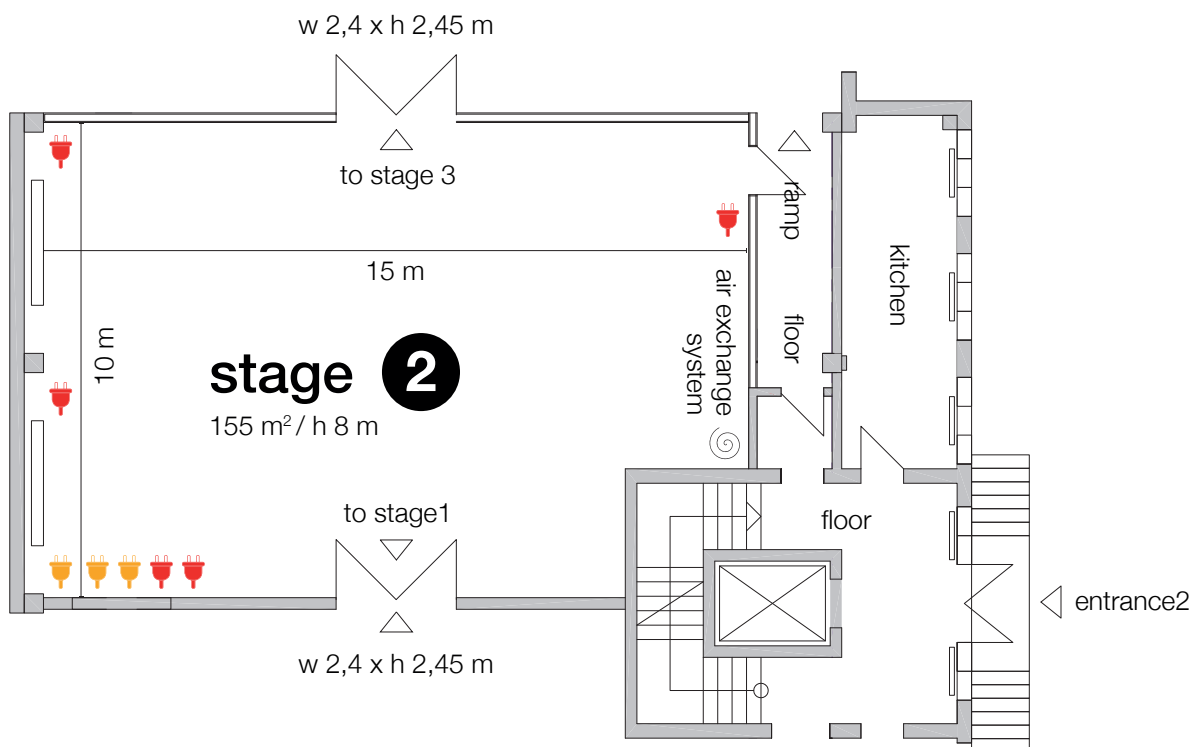 w 2,4 x h 2,45 m
to stage 3
ramp
15 m
kitchen
air exchange
system
floor
10 m
stage 2
155 m² / h 8 m
to stage1
floor
entrance2
w 2,4 x h 2,45 m